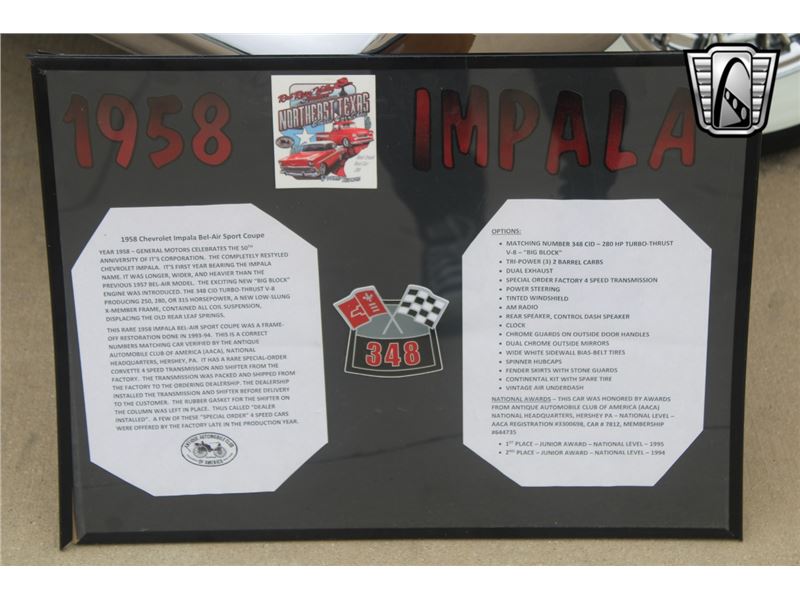 1958
NORTHEAST TEXAS
IMPALA
1958 Chevrolet Impala Bel-Air Sport Coupe
YEAR 1958 – GENERAL MOTORS CELEBRATES THE 50TH
ANNIVERSARY OF IT'S CORPORATION. THE COMPLETELY RESTYLED
CHEVROLET IMPALA. IT'S FIRST YEAR BEARING THE IMPALA
NAME. IT WAS LONGER, WIDER, AND HEAVIER THAN THE
PREVIOUS 1957 BEL-AIR MODEL. THE EXCITING NEW "BIG BLOCK"
ENGINE WAS INTRODUCED. THE 348 CID TURBO-THRUST V-8
PRODUCING 250, 280, OR 315 HORSEPOWER, A NEW LOW-SLUNG
X-MEMBER FRAME, CONTAINED ALL COIL SUSPENSION,
DISPLACING THE OLD REAR LEAF SPRINGS.
THIS RARE 1958 IMPALA BEL-AIR SPORT COUPE WAS A FRAME-
OFF RESTORATION DONE IN 1993-94. THIS IS A CORRECT
NUMBERS MATCHING CAR VERIFIED BY THE ANTIQUE
AUTOMOBILE CLUB OF AMERICA (AACA), NATIONAL
HEADQUARTERS, HERSHEY, PA. IT HAS A RARE SPECIAL-ORDER
CORVETTE 4 SPEED TRANSMISSION AND SHIFTER FROM THE
FACTORY. THE TRANSMISSION WAS PACKED AND SHIPPED FROM
THE FACTORY TO THE ORDERING DEALERSHIP. THE DEALERSHIP
INSTALLED THE TRANSMISSION AND SHIFTER BEFORE DELIVERY
TO THE CUSTOMER. THE RUBBER GASKET FOR THE SHIFTER ON
THE COLUMN WAS LEFT IN PLACE. THUS CALLED "DEALER
INSTALLED". A FEW OF THESE "SPECIAL ORDER" 4 SPEED CARS
WERE OFFERED BY THE FACTORY LATE IN THE PRODUCTION YEAR.
ANTIQUE AUTOMOBILE CLUB
OF AMERICA
348
OPTIONS:
• MATCHING NUMBER 348 CID – 280 HP TURBO-THRUST
V-8 – "BIG BLOCK"
• TRI-POWER (3) 2 BARREL CARBS
• DUAL EXHAUST
• SPECIAL ORDER FACTORY 4 SPEED TRANSMISSION
• POWER STEERING
• TINTED WINDSHIELD
• AM RADIO
• REAR SPEAKER, CONTROL DASH SPEAKER
• CLOCK
• CHROME GUARDS ON OUTSIDE DOOR HANDLES
• DUAL CHROME OUTSIDE MIRRORS
• WIDE WHITE SIDEWALL BIAS-BELT TIRES
• SPINNER HUBCAPS
• FENDER SKIRTS WITH STONE GUARDS
• CONTINENTAL KIT WITH SPARE TIRE
• VINTAGE AIR UNDERDASH
NATIONAL AWARDS – THIS CAR WAS HONORED BY AWARDS
FROM ANTIQUE AUTOMOBILE CLUB OF AMERICA (AACA)
NATIONAL HEADQUARTERS, HERSHEY PA – NATIONAL LEVEL –
AACA REGISTRATION #3300698, CAR # 7812, MEMBERSHIP
#644735
• 1ST PLACE – JUNIOR AWARD – NATIONAL LEVEL – 1995
• 2ND PLACE – JUNIOR AWARD – NATIONAL LEVEL – 1994